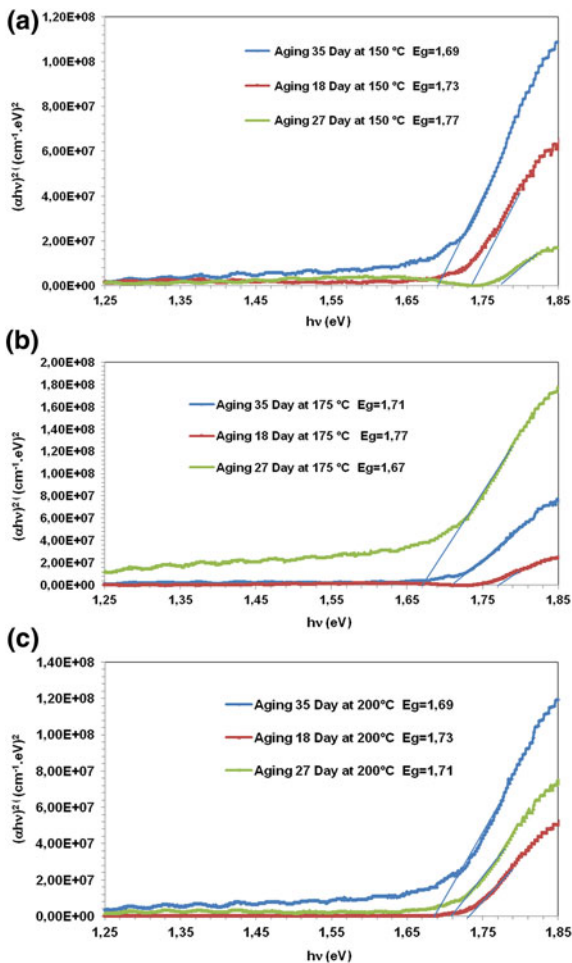 (a)
1,20E+08
1,00E+08
8,00E+07
6,00E+07
4,00E+07
2,00E+07
0,00E+00
(αhν)² ( (cm⁻¹.eV)²
Aging 35 Day at 150 °C Eg=1,69
Aging 18 Day at 150 °C Eg=1,73
Aging 27 Day at 150 °C Eg=1,77
1,25 1,35 1,45 1,55 1,65 1,75 1,85
hν (eV)
(b)
2,00E+08
1,80E+08
1,60E+08
1,40E+08
1,20E+08
1,00E+08
8,00E+07
6,00E+07
4,00E+07
2,00E+07
0,00E+00
(αhν)² ( (cm⁻¹.eV)²
Aging 35 Day at 175 °C Eg=1,71
Aging 18 Day at 175 °C Eg=1,77
Aging 27 Day at 175 °C Eg=1,67
1,25 1,35 1,45 1,55 1,65 1,75 1,85
hν (eV)
(c)
1,40E+08
1,20E+08
1,00E+08
8,00E+07
6,00E+07
4,00E+07
2,00E+07
0,00E+00
(αhν)² ( (cm⁻¹.eV)²
Aging 35 Day at 200°C Eg=1,69
Aging 18 Day at 200°C Eg=1,73
Aging 27 Day at 200°C Eg=1,71
1,25 1,35 1,45 1,55 1,65 1,75 1,85
hν (eV)